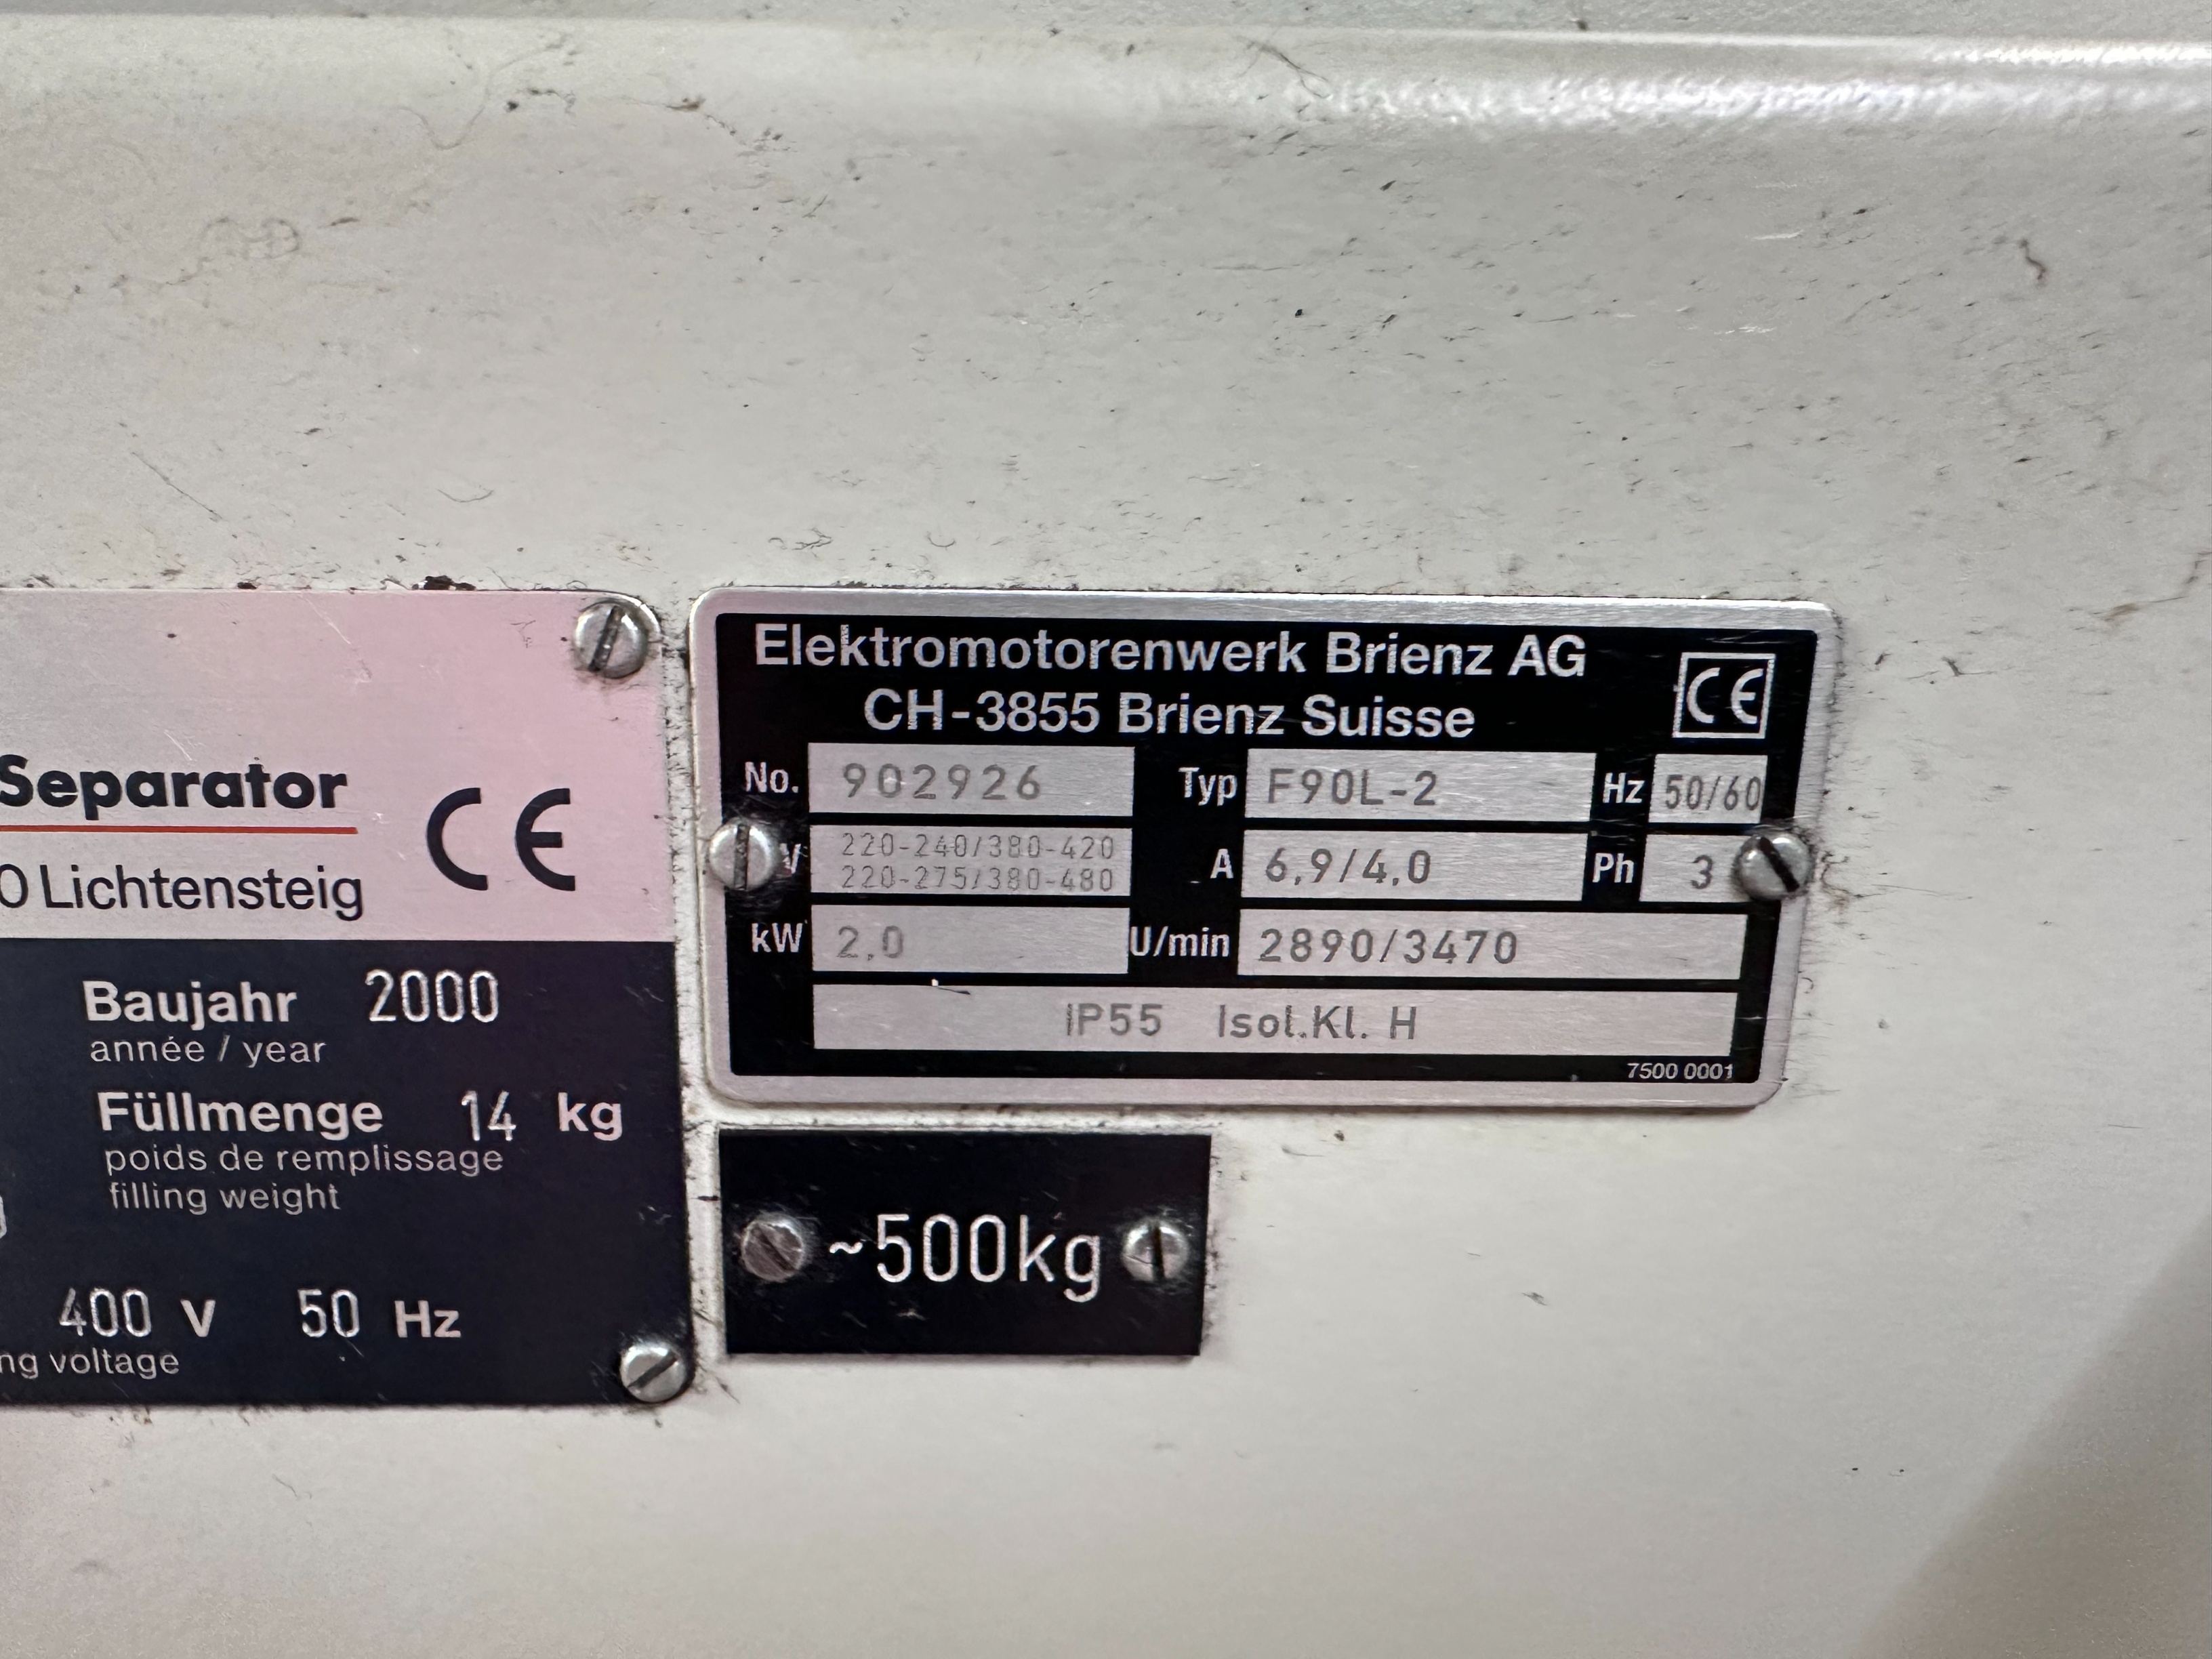 Separator
CE
0 Lichtensteig
Baujahr 2000
année / year
Füllmenge 14 kg
poids de remplissage
filling weight
400 V 50 Hz
ng voltage
Elektromotorenwerk Brienz AG
CH-3855 Brienz Suisse
CE
No. 902926 Typ F90L-2 Hz 50/60
V 220-240/380-420 A 6,9/4,0 Ph 3
220-275/380-480
kW 2,0 U/min 2890/3470
IP55 Isol.Kl. H
7500 0001
~500kg